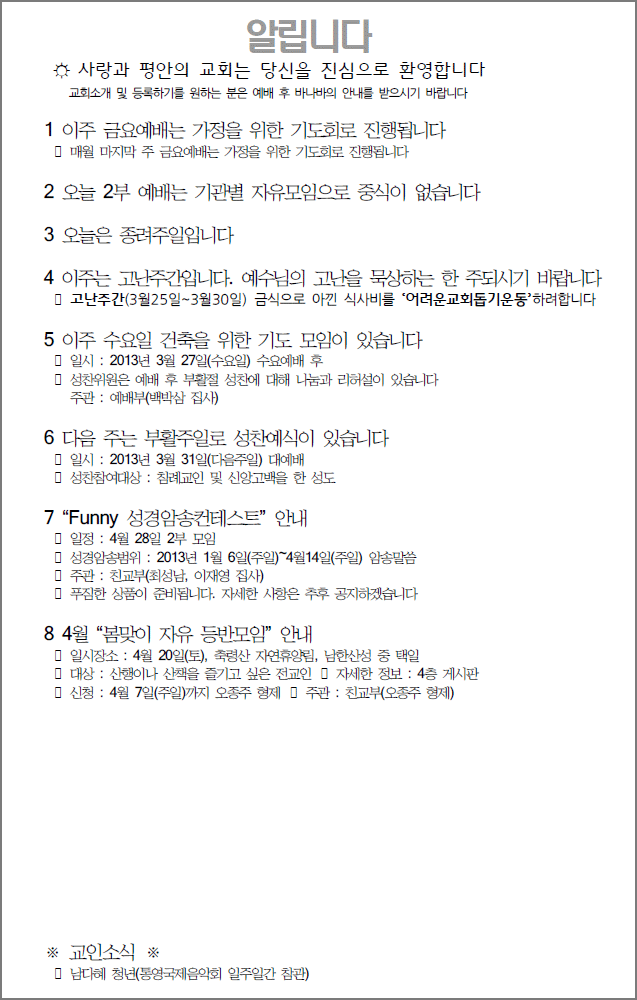 알립니다
☼ 사랑과 평안의 교회는 당신을 진심으로 환영합니다
교회소개 및 등록하기를 원하는 분은 예배 후 바나바의 안내를 받으시기 바랍니다
1 이주 금요예배는 가정을 위한 기도회로 진행됩니다
▯ 매월 마지막 주 금요예배는 가정을 위한 기도회로 진행됩니다
2 오늘 2부 예배는 기관별 자유모임으로 중식이 없습니다
3 오늘은 종려주일입니다
4 이주는 고난주간입니다. 예수님의 고난을 묵상하는 한 주되시기 바랍니다
▯ 고난주간(3월25일~3월30일) 금식으로 아낀 식사비를 ‘어려운교회돕기운동’하려합니다
5 이주 수요일 건축을 위한 기도 모임이 있습니다
▯ 일시 : 2013년 3월 27일(수요일) 수요예배 후
▯ 성찬위원은 예배 후 부활절 성찬에 대해 나눔과 리허설이 있습니다
주관 : 예배부(백박삼 집사)
6 다음 주는 부활주일로 성찬예식이 있습니다
▯ 일시 : 2013년 3월 31일(다음주일) 대예배
▯ 성찬참여대상 : 침례교인 및 신앙고백을 한 성도
7 “Funny 성경암송컨테스트” 안내
▯ 일정 : 4월 28일 2부 모임
▯ 성경암송범위 : 2013년 1월 6일(주일)~4월14일(주일) 암송말씀
▯ 주관 : 친교부(최성남, 이재영 집사)
▯ 푸짐한 상품이 준비됩니다. 자세한 사항은 추후 공지하겠습니다
8 4월 “봄맞이 자유 등반모임” 안내
▯ 일시장소 : 4월 20일(토), 축령산 자연휴양림, 남한산성 중 택일
▯ 대상 : 산행이나 산책을 즐기고 싶은 전교인 ▯ 자세한 정보 : 4층 게시판
▯ 신청 : 4월 7일(주일)까지 오종주 형제 ▯ 주관 : 친교부(오종주 형제)
※ 교인소식 ※
▯ 남다혜 청년(통영국제음악회 일주일간 참관)